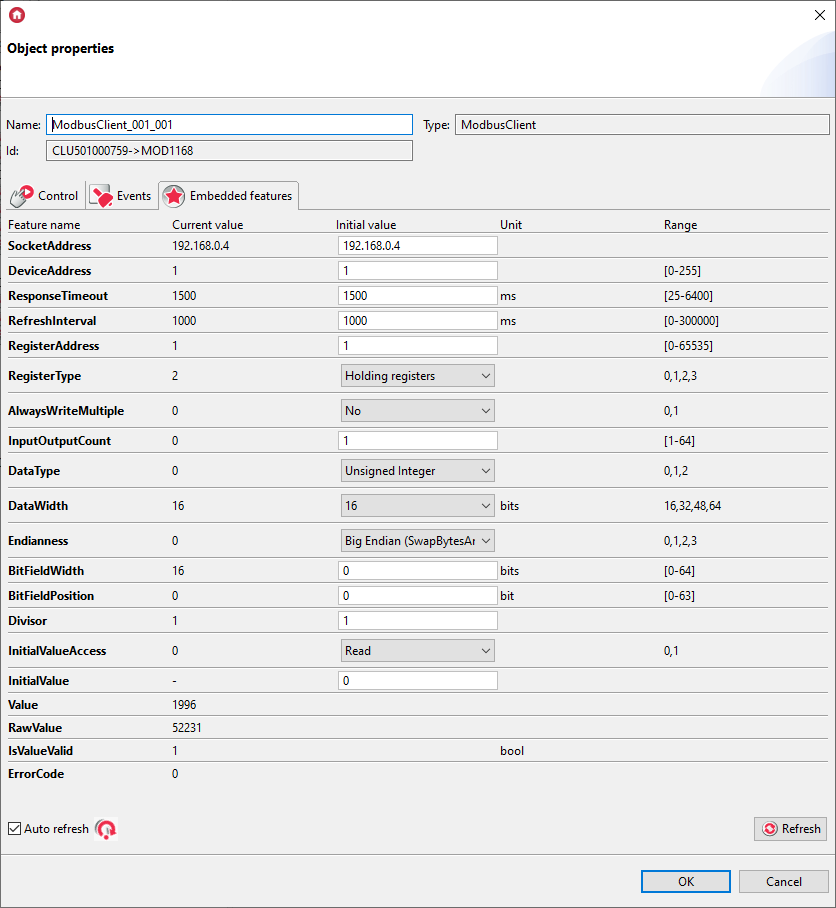 Object properties
Name: ModbusClient_001_001 Type: ModbusClient
Id: CLU501000759->MOD1168
Control Events Embedded features
Feature name Current value Initial value Unit Range
SocketAddress 192.168.0.4 192.168.0.4
DeviceAddress 1 1 [0-255]
ResponseTimeout 1500 1500 ms [25-6400]
RefreshInterval 1000 1000 ms [0-300000]
RegisterAddress 1 1 [0-65535]
RegisterType 2 Holding registers 0,1,2,3
AlwaysWriteMultiple 0 No 0,1
InputOutputCount 0 1 [1-64]
DataType 0 Unsigned Integer 0,1,2
DataWidth 16 16 bits 16,32,48,64
Endianness 0 Big Endian (SwapBytesAr 0,1,2,3
BitFieldWidth 16 0 bits [0-64]
BitFieldPosition 0 0 bit [0-63]
Divisor 1 1
InitialValueAccess 0 Read 0,1
InitialValue - 0
Value 1996
RawValue 52231
IsValueValid 1 bool
ErrorCode 0
Auto refresh Refresh
OK Cancel